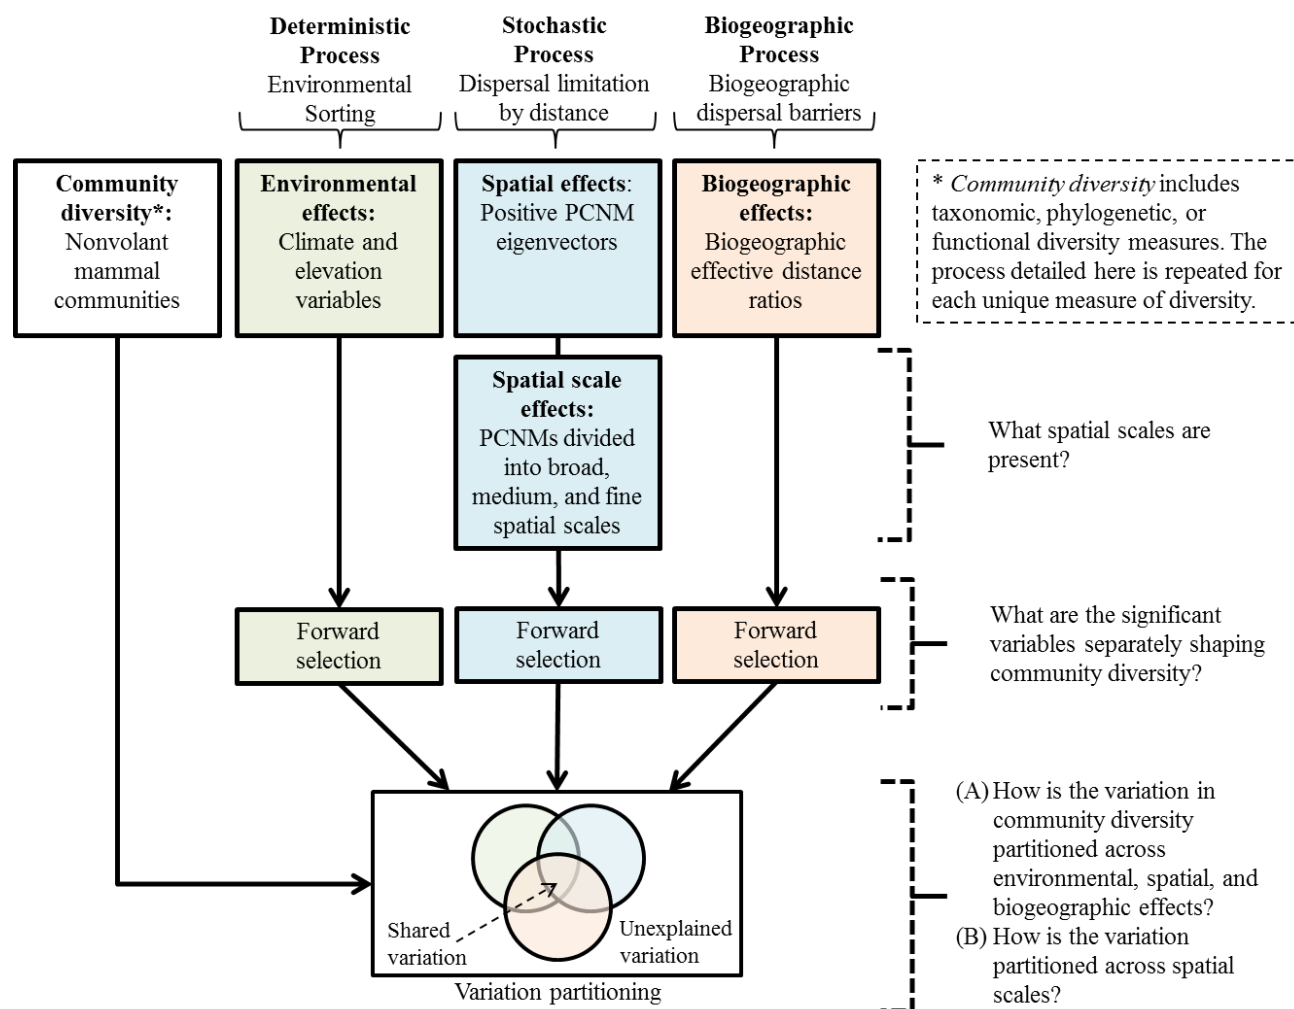 Deterministic
Process
Environmental
Sorting
Stochastic
Process
Dispersal limitation
by distance
Biogeographic
Process
Biogeographic
dispersal barriers
Community
diversity*:
Nonvolant
mammal
communities
Environmental
effects:
Climate and
elevation
variables
Spatial effects:
Positive PCNM
eigenvectors
Biogeographic
effects:
Biogeographic
effective distance
ratios
* Community diversity includes
taxonomic, phylogenetic, or
functional diversity measures. The
process detailed here is repeated for
each unique measure of diversity.
Spatial scale
effects:
PCNMs divided
into broad,
medium, and fine
spatial scales
What spatial scales are
present?
Forward
selection
Forward
selection
Forward
selection
What are the significant
variables separately shaping
community diversity?
Shared
variation
Unexplained
variation
Variation partitioning
(A) How is the variation in
community diversity
partitioned across
environmental, spatial, and
biogeographic effects?
(B) How is the variation
partitioned across spatial
scales?